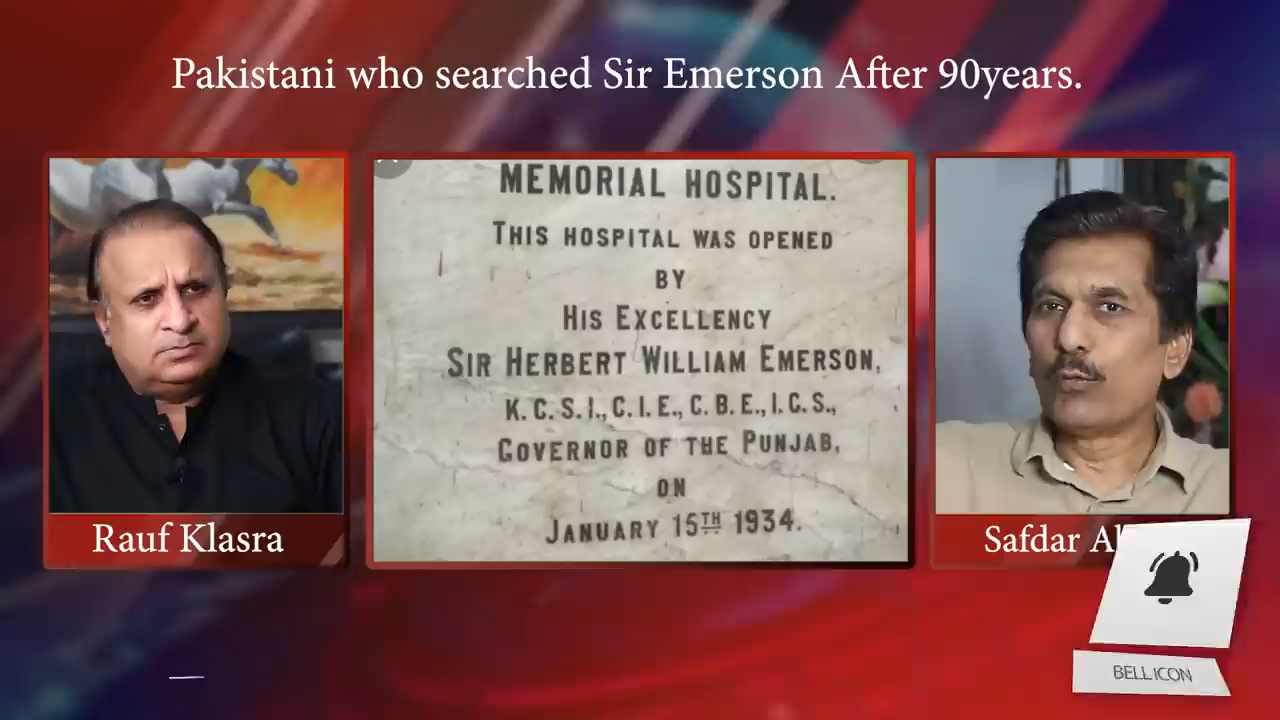 Pakistani who searched Sir Emerson After 90years.
MEMORIAL HOSPITAL.
THIS HOSPITAL WAS OPENED
BY
HIS EXCELLENCY
SIR HERBERT WILLIAM EMERSON,
K.C.S.I., C.I.E., C.B.E., I.C.S.,
GOVERNOR OF THE PUNJAB,
ON
JANUARY 15TH 1934.
Rauf Klasra
Safdar
BELL ICON